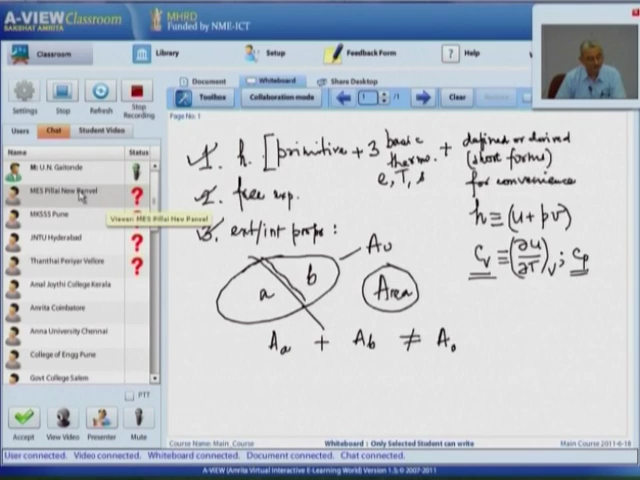 A-VIEW Classroom
SAKSHAT AMRITA
MHRD
Funded by NME-ICT
Classroom
Library
Setup
Feedback Form
? Help
Settings
Stop
Refresh
Stop Recording
Document
Whiteboard
Share Desktop
Toolbox
Collaboration mode
1 /1
Clear
Page No: 1
Users
Chat
Student Video
Name
Status
M: U.N. Gaitonde
MES Pillai New Panvel ?
Viewer: MES Pillai New Panvel
MKSSS Pune ?
JNTU Hyderabad ?
Thanthai Periyar Vellore ?
Amal Joythi College Kerala
Amrita Coimbatore
Anna University Chennai
College of Engg Pune
Govt College Salem
PTT
Accept
View Video
Presenter
Mute
1. h. [primitive + 3 basic thermo. e, T, s + defined or derived (short forms) for convenience
2. free exp.
h ≡ (u + pv)
3. ext/int props:
Cv ≡ (∂u/∂T)v ; Cp
a
b
A0
Area
Aa + Ab ≠ A0
Course Name: Main_Course
Whiteboard : Only Selected Student can write
Main Course 2011-6-18
User connected. Video connected. Whiteboard connected. Document connected. Chat connected.
A-VIEW (Amrita Virtual Interactive E-Learning World) Version 1.5 © 2007-2011